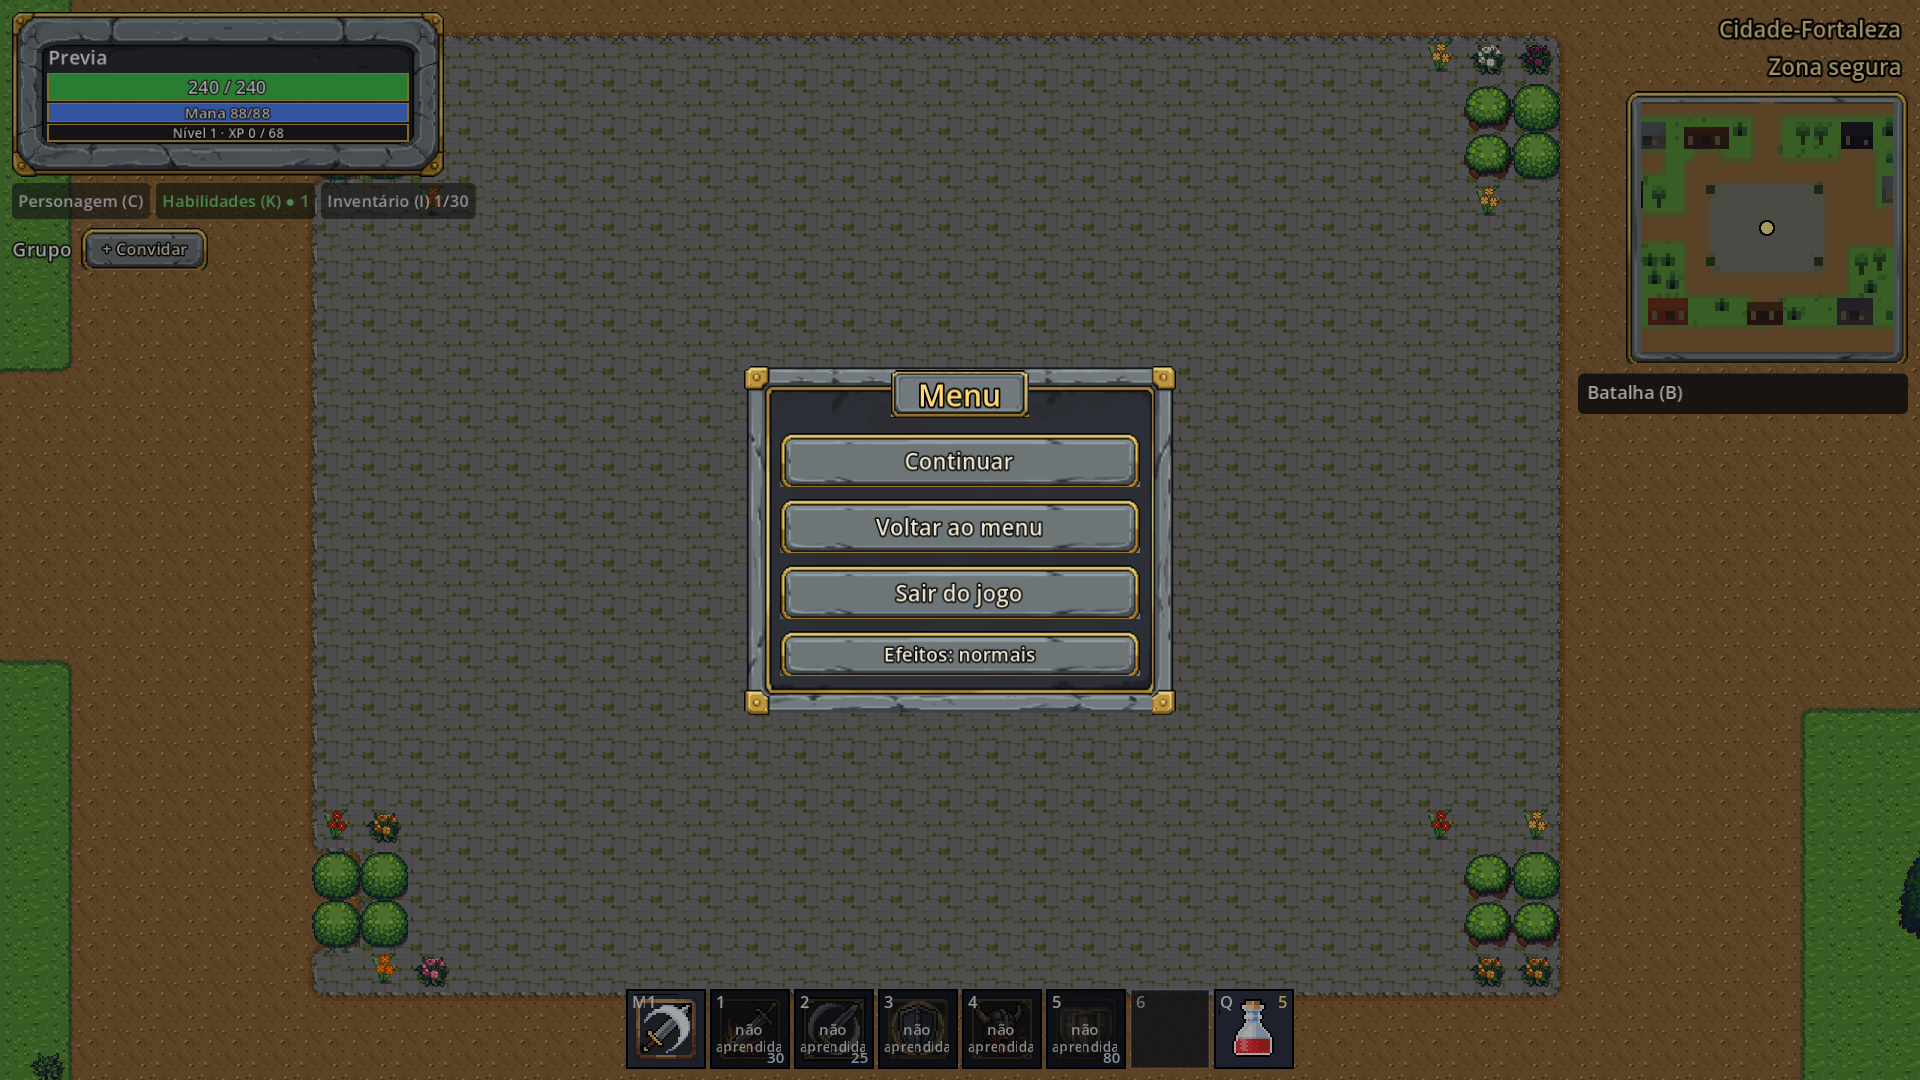 Previa
240 / 240
Mana 88/88
Nível 1 · XP 0 / 68
Personagem (C)
Habilidades (K) ● 1
Inventário (I) 1/30
Grupo
+ Convidar
Cidade-Fortaleza
Zona segura
Batalha (B)
Menu
Continuar
Voltar ao menu
Sair do jogo
Efeitos: normais
M1
1
não
aprendida
30
2
não
aprendida
25
3
não
aprendida
4
não
aprendida
5
não
aprendida
80
6
Q
5